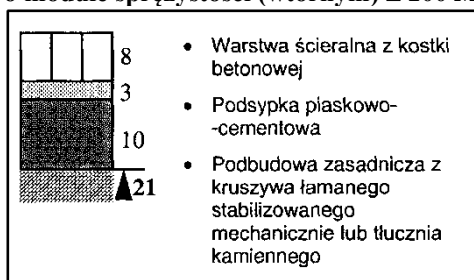 8
3
10
21
• Warstwa ścieralna z kostki
betonowej
• Podsypka piaskowo-
-cementowa
• Podbudowa zasadnicza z
kruszywa łamanego
stabilizowanego
mechanicznie lub tłucznia
kamiennego